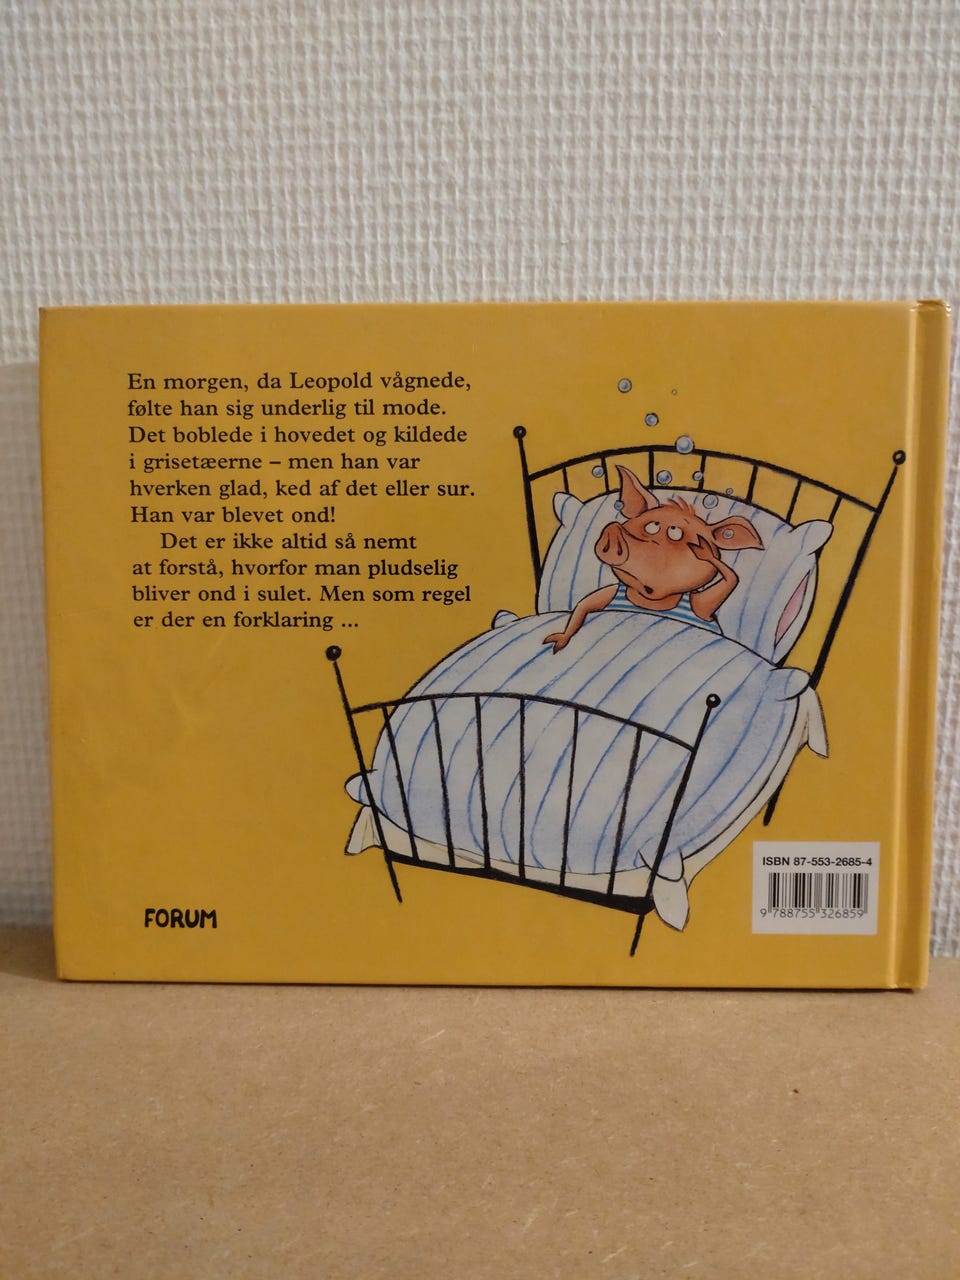 En morgen, da Leopold vågnede,
følte han sig underlig til mode.
Det boblede i hovedet og kildede
i grisetæerne – men han var
hverken glad, ked af det eller sur.
Han var blevet ond!
Det er ikke altid så nemt
at forstå, hvorfor man pludselig
bliver ond i sulet. Men som regel
er der en forklaring ...
FORUM
ISBN 87-553-2685-4
9 788755 326859